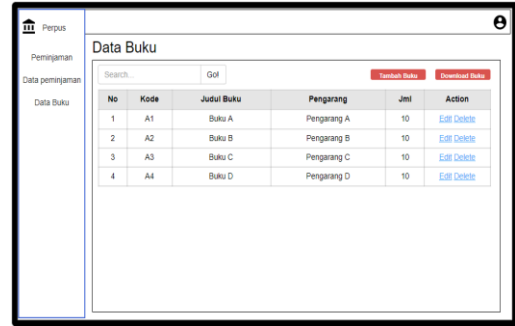 Perpus
Peminjaman
Data peminjaman
Data Buku
Data Buku
Search... Go! Tambah Buku Download Buku
No Kode Judul Buku Pengarang Jml Action
1 A1 Buku A Pengarang A 10 Edit Delete
2 A2 Buku B Pengarang B 10 Edit Delete
3 A3 Buku C Pengarang C 10 Edit Delete
4 A4 Buku D Pengarang D 10 Edit Delete